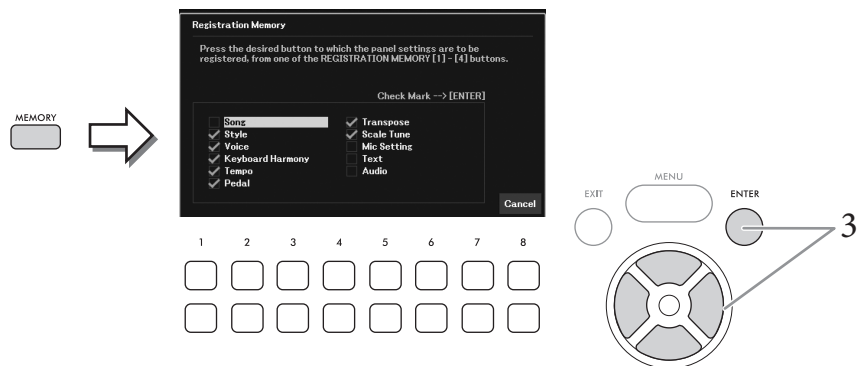 MEMORY
Registration Memory
Press the desired button to which the panel settings are to be
registered, from one of the REGISTRATION MEMORY [1] - [4] buttons.
Check Mark --> [ENTER]
Song
Style
Voice
Keyboard Harmony
Tempo
Pedal
Transpose
Scale Tune
Mic Setting
Text
Audio
Cancel
1 2 3 4 5 6 7 8
MENU
EXIT
ENTER
3